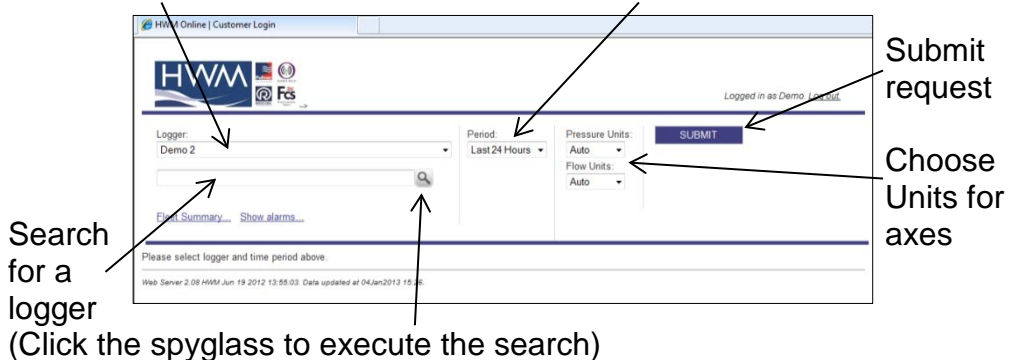 HWM Online | Customer Login
HWM
Fcs
Logged in as Demo. Log out.
Submit
request
Logger:
Demo 2
Period:
Last 24 Hours
Pressure Units:
Auto
Flow Units:
Auto
SUBMIT
Choose
Units for
axes
Fleet Summary... Show alarms...
Search
for a
logger
Please select logger and time period above.
Web Server 2.08 HWM Jun 19 2012 13:55:03. Data updated at 04Jan2013 15:26.
(Click the spyglass to execute the search)